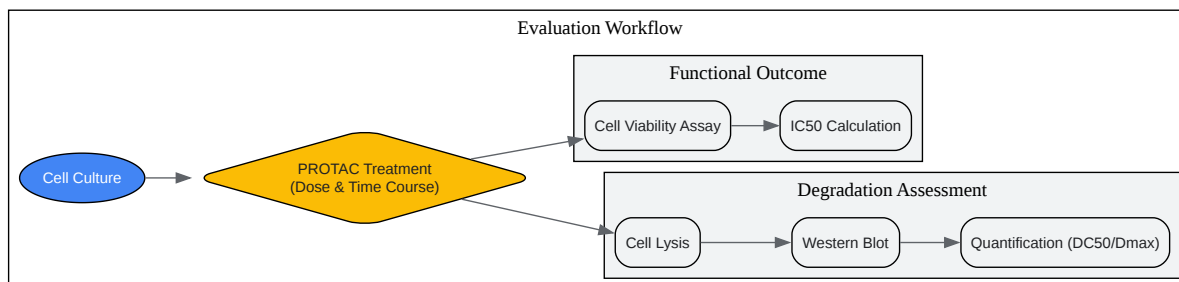 Evaluation Workflow
Functional Outcome
Cell Viability Assay
IC50 Calculation
Cell Culture
PROTAC Treatment
(Dose & Time Course)
Degradation Assessment
Cell Lysis
Western Blot
Quantification (DC50/Dmax)